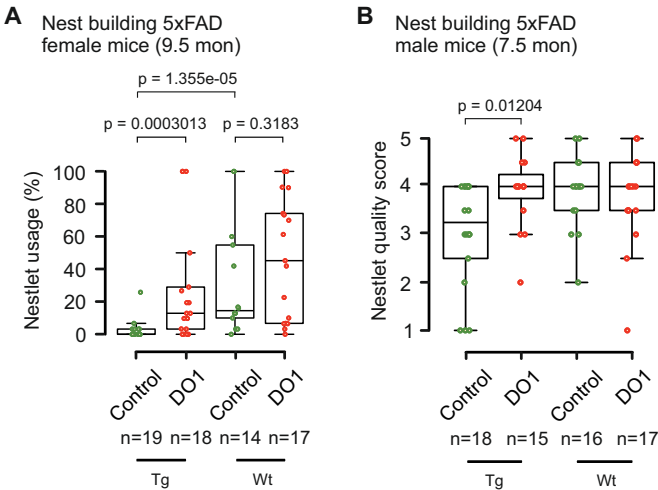 A
Nest building 5xFAD
female mice (9.5 mon)
p = 1.355e-05
p = 0.0003013
p = 0.3183
Nestlet usage (%)
100
80
60
40
20
0
Control
DO1
Control
DO1
n=19 n=18 n=14 n=17
Tg
Wt
B
Nest building 5xFAD
male mice (7.5 mon)
p = 0.01204
Nestlet quality score
5
4
3
2
1
Control
DO1
Control
DO1
n=18 n=15 n=16 n=17
Tg
Wt